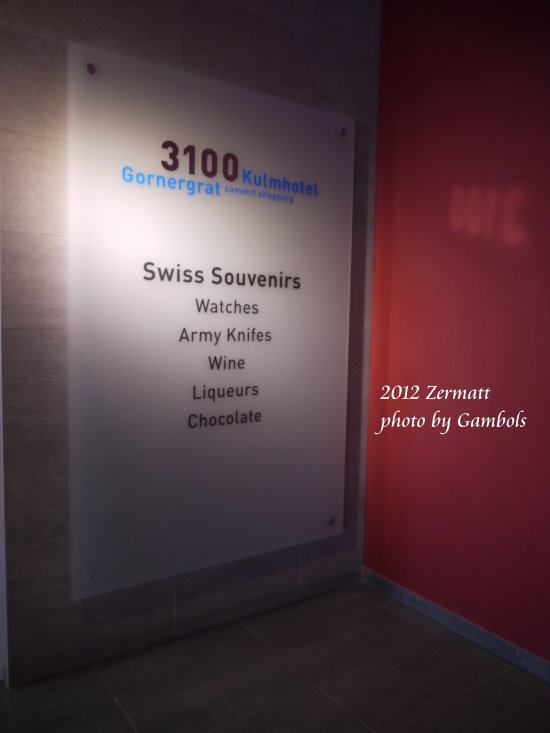 3100 Kulmhotel
Gornergrat summit shopping
Swiss Souvenirs
Watches
Army Knifes
Wine
Liqueurs
Chocolate
2012 Zermatt
photo by Gambols